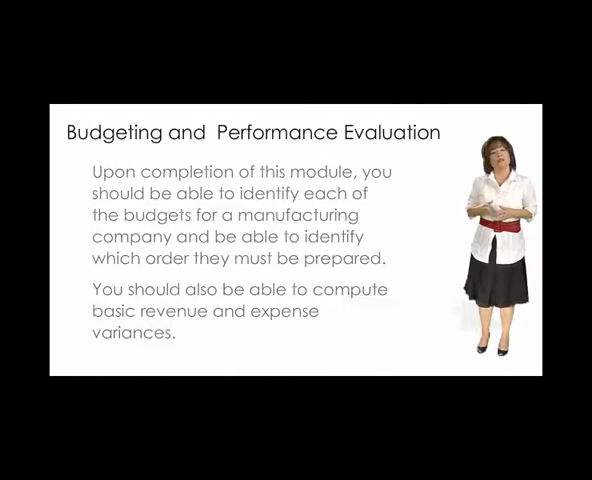 Budgeting and Performance Evaluation
Upon completion of this module, you
should be able to identify each of
the budgets for a manufacturing
company and be able to identify
which order they must be prepared.
You should also be able to compute
basic revenue and expense
variances.